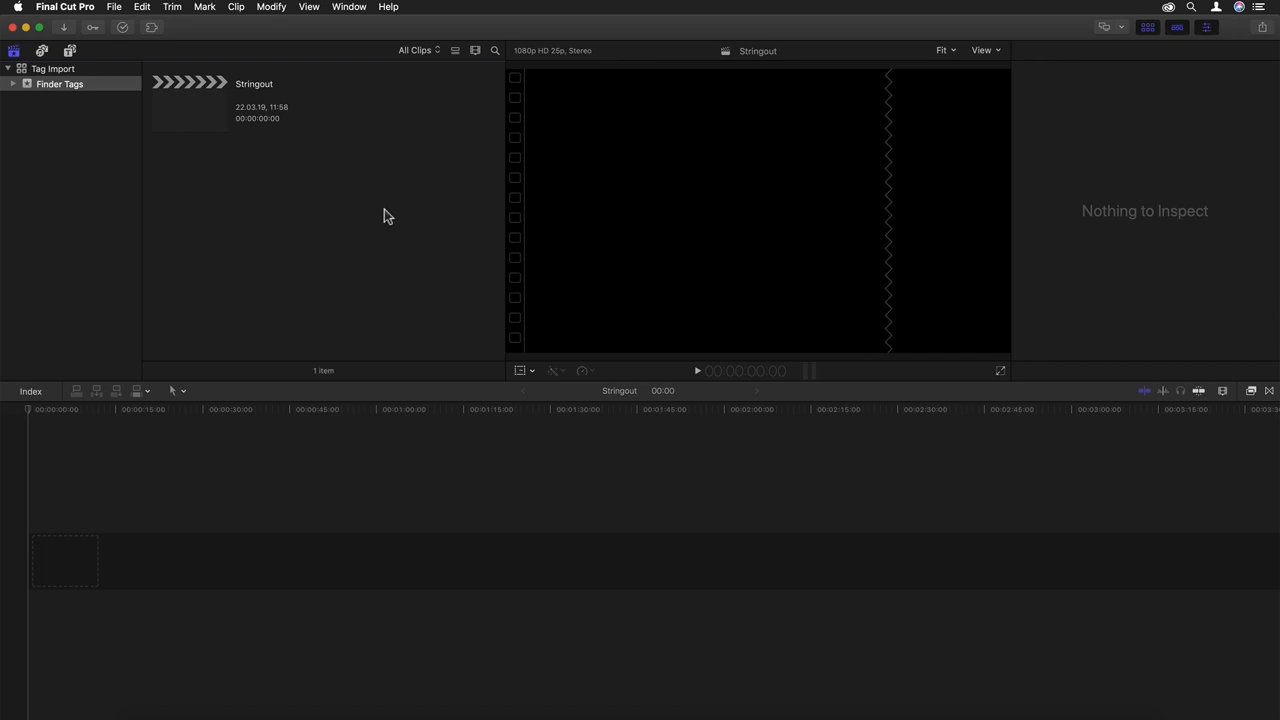 Final Cut Pro File Edit Trim Mark Clip Modify View Window Help
All Clips
1080p HD 25p, Stereo
Stringout
Fit
View
Tag Import
Finder Tags
Stringout
22.03.19, 11:58
00:00:00:00
Nothing to Inspect
1 item
00:00:00:00
Index
Stringout 00:00
00:00:00:00 00:00:15:00 00:00:30:00 00:00:45:00 00:01:00:00 00:01:15:00 00:01:30:00 00:01:45:00 00:02:00:00 00:02:15:00 00:02:30:00 00:02:45:00 00:03:00:00 00:03:15:00